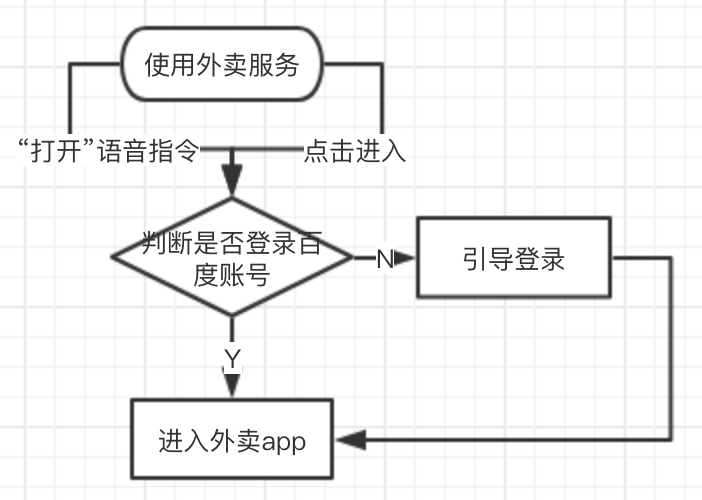 使用外卖服务
“打开”语音指令
点击进入
判断是否登录百
度账号
N
引导登录
Y
进入外卖app